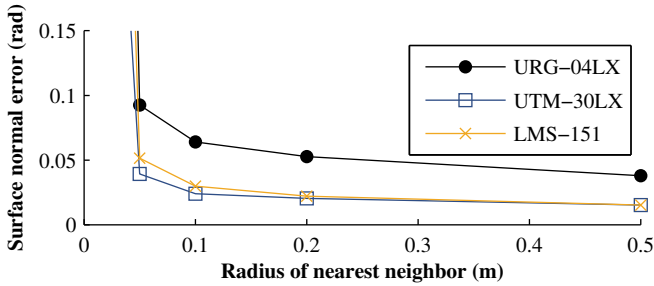 Surface normal error (rad)
0.15
0.1
0.05
0
0
0.1
0.2
0.3
0.4
0.5
Radius of nearest neighbor (m)
URG−04LX
UTM−30LX
LMS−151